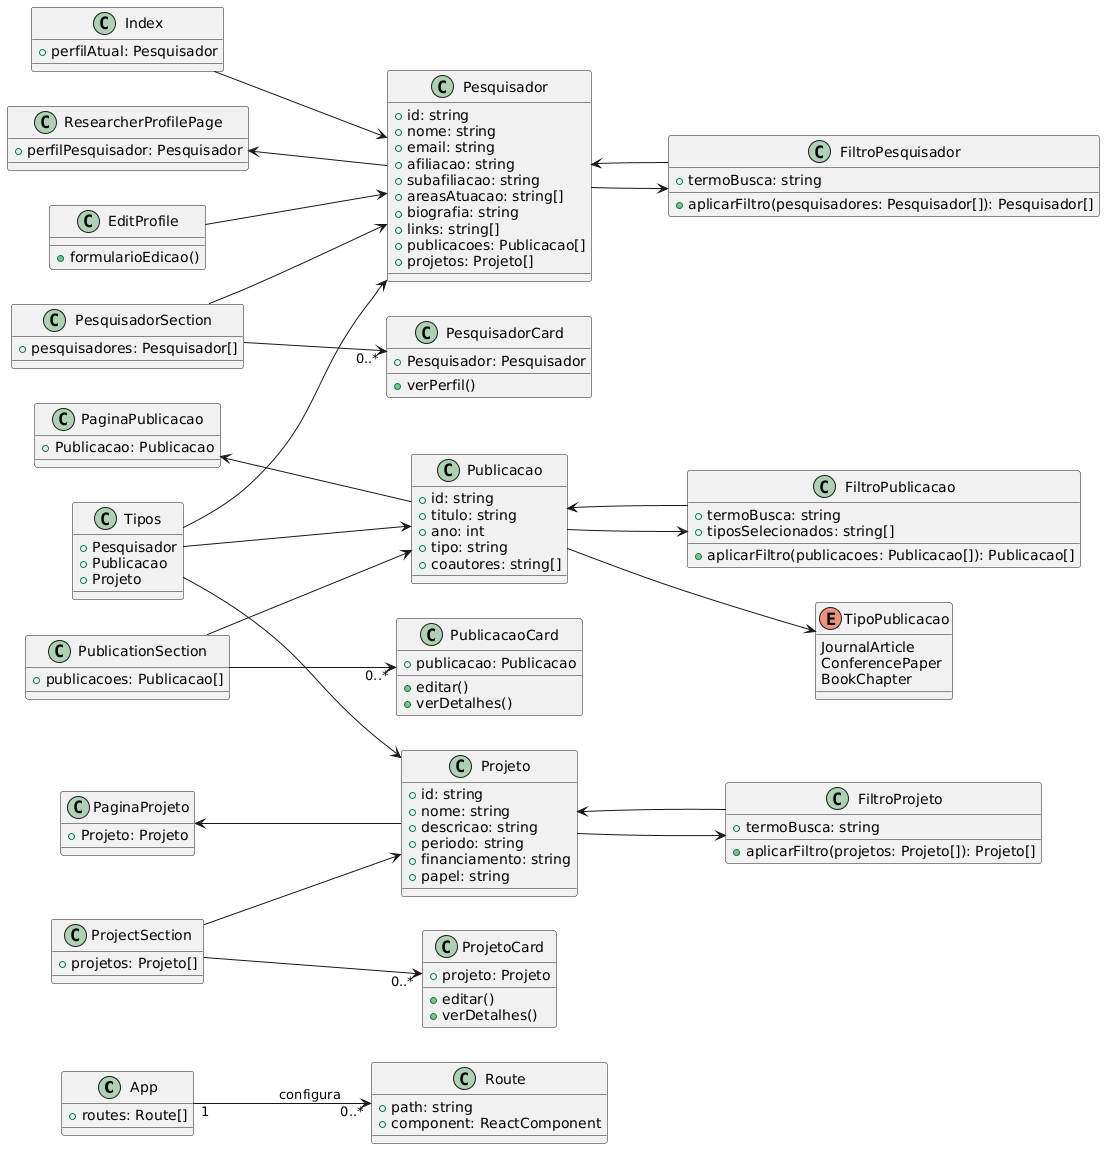 C Index
+ perfilAtual: Pesquisador
C ResearcherProfilePage
+ perfilPesquisador: Pesquisador
C EditProfile
+ formularioEdicao()
C PesquisadorSection
+ pesquisadores: Pesquisador[]
C PaginaPublicacao
+ Publicacao: Publicacao
C Tipos
+ Pesquisador
+ Publicacao
+ Projeto
C PublicationSection
+ publicacoes: Publicacao[]
C PaginaProjeto
+ Projeto: Projeto
C ProjectSection
+ projetos: Projeto[]
C App
+ routes: Route[]
1
configura
0..*
C Pesquisador
+ id: string
+ nome: string
+ email: string
+ afiliacao: string
+ subafiliacao: string
+ areasAtuacao: string[]
+ biografia: string
+ links: string[]
+ publicacoes: Publicacao[]
+ projetos: Projeto[]
0..*
C PesquisadorCard
+ Pesquisador: Pesquisador
+ verPerfil()
C Publicacao
+ id: string
+ titulo: string
+ ano: int
+ tipo: string
+ coautores: string[]
0..*
C PublicacaoCard
+ publicacao: Publicacao
+ editar()
+ verDetalhes()
C Projeto
+ id: string
+ nome: string
+ descricao: string
+ periodo: string
+ financiamento: string
+ papel: string
0..*
C ProjetoCard
+ projeto: Projeto
+ editar()
+ verDetalhes()
C Route
+ path: string
+ component: ReactComponent
C FiltroPesquisador
+ termoBusca: string
+ aplicarFiltro(pesquisadores: Pesquisador[]): Pesquisador[]
C FiltroPublicacao
+ termoBusca: string
+ tiposSelecionados: string[]
+ aplicarFiltro(publicacoes: Publicacao[]): Publicacao[]
E TipoPublicacao
JournalArticle
ConferencePaper
BookChapter
C FiltroProjeto
+ termoBusca: string
+ aplicarFiltro(projetos: Projeto[]): Projeto[]